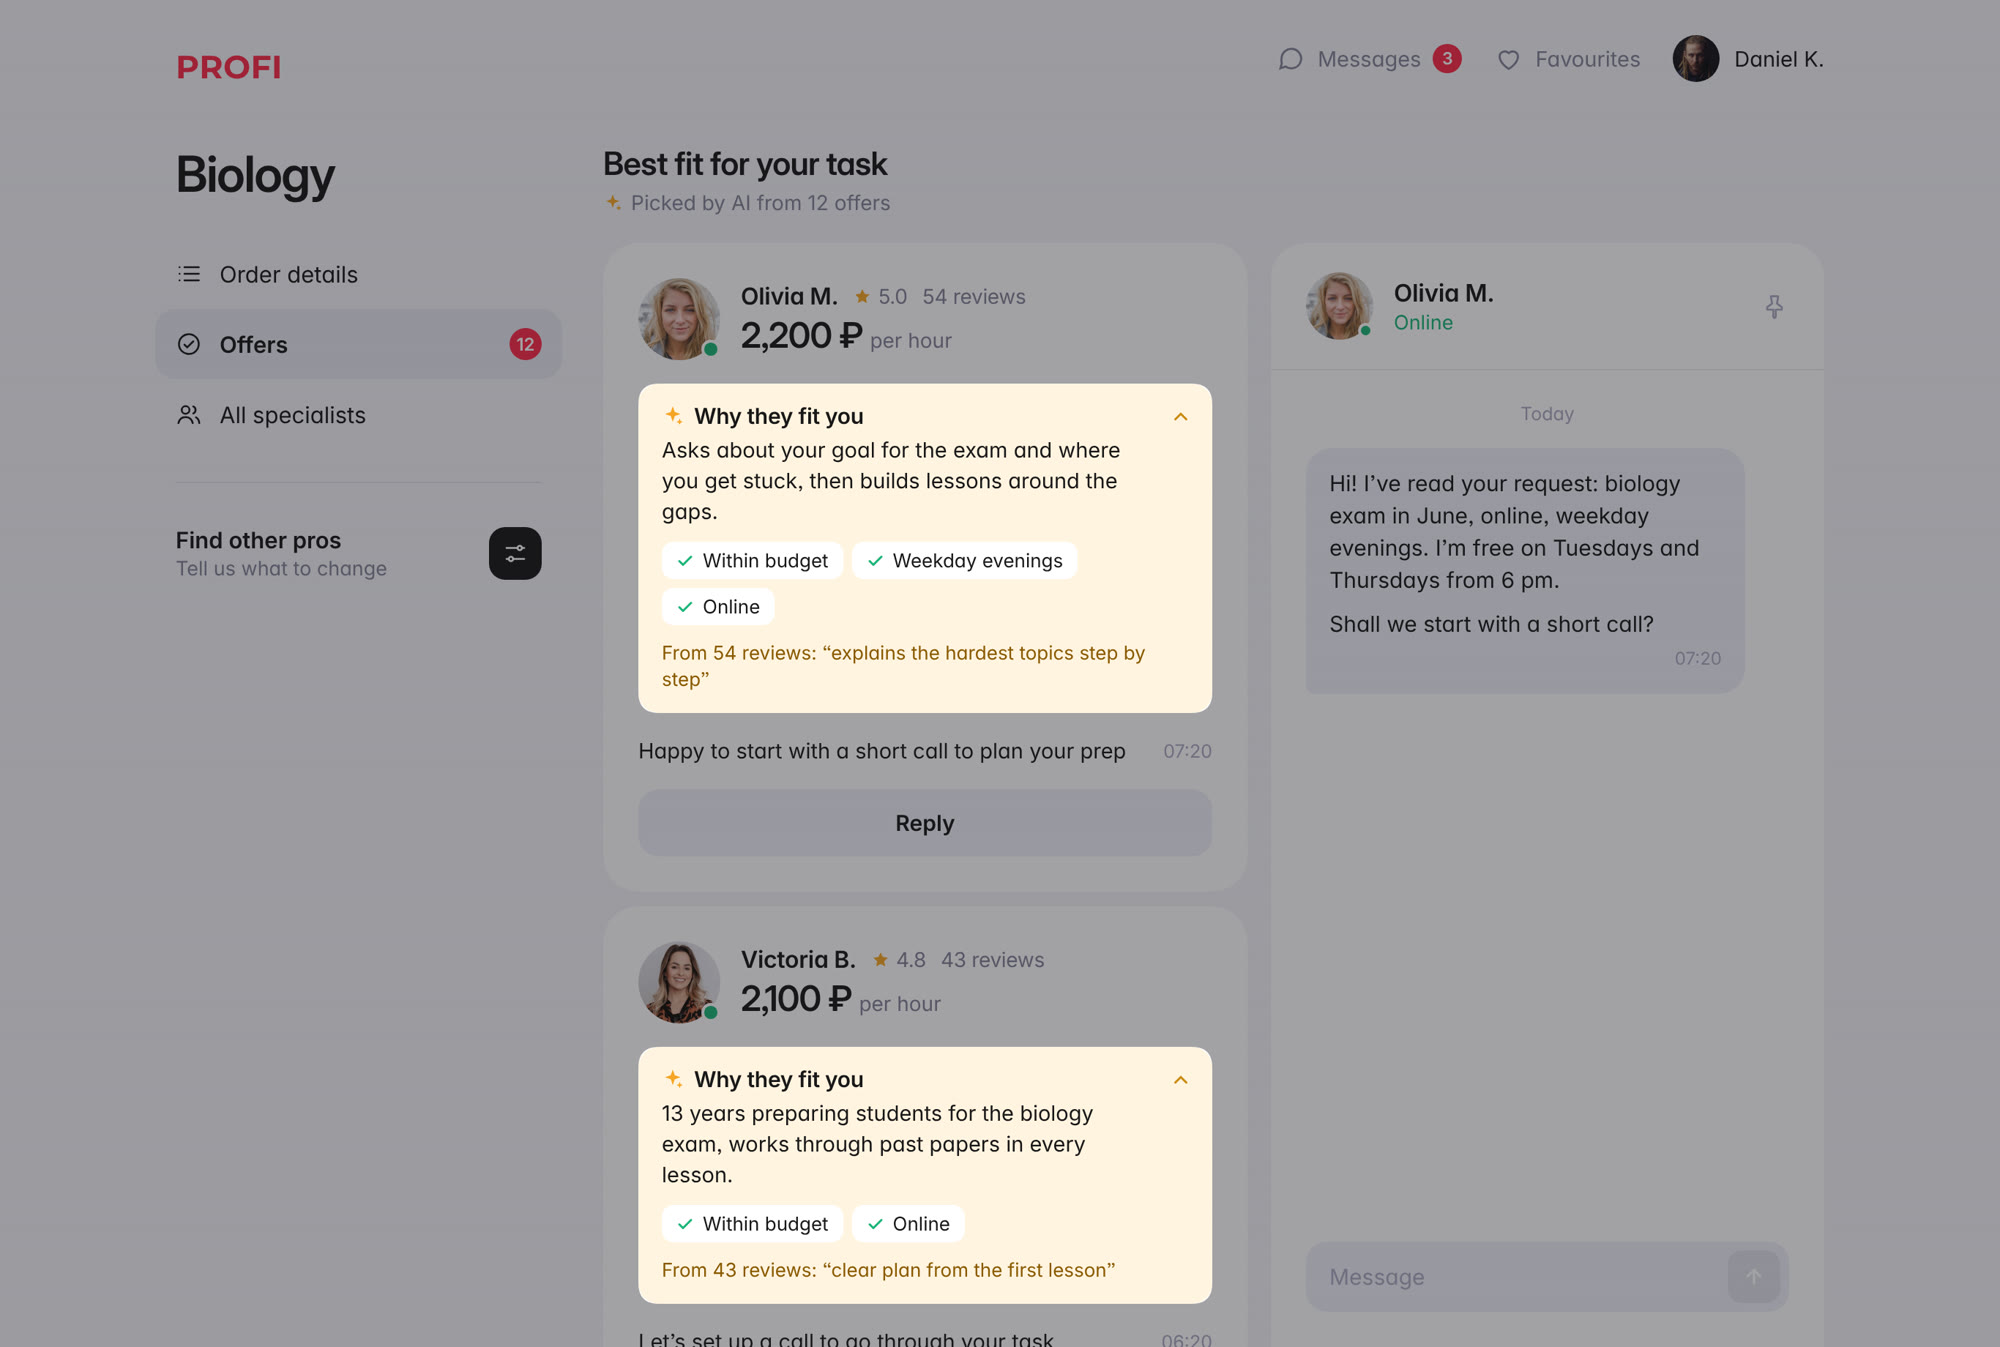 PROFI
Messages 3
Favourites
Daniel K.
Biology
Order details
Offers 12
All specialists
Find other pros
Tell us what to change
Best fit for your task
Picked by AI from 12 offers
Olivia M. 5.0 54 reviews
2,200 ₽ per hour
Why they fit you
Asks about your goal for the exam and where
you get stuck, then builds lessons around the
gaps.
Within budget
Weekday evenings
Online
From 54 reviews: “explains the hardest topics step by
step”
Happy to start with a short call to plan your prep 07:20
Reply
Victoria B. 4.8 43 reviews
2,100 ₽ per hour
Why they fit you
13 years preparing students for the biology
exam, works through past papers in every
lesson.
Within budget
Online
From 43 reviews: “clear plan from the first lesson”
Let’s set up a call to go through your task 06:20
Olivia M.
Online
Today
Hi! I’ve read your request: biology
exam in June, online, weekday
evenings. I’m free on Tuesdays and
Thursdays from 6 pm.
Shall we start with a short call?
07:20
Message